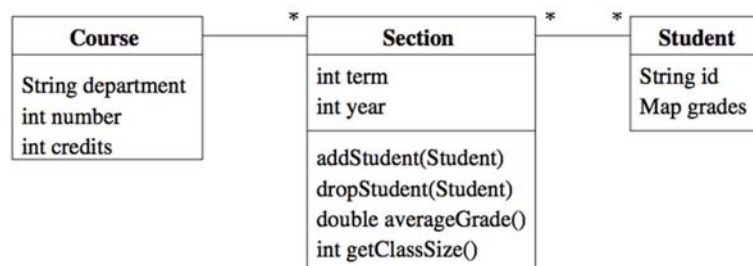 Course
String department
int number
int credits
*
Section
int term
int year
addStudent(Student)
dropStudent(Student)
double averageGrade()
int getClassSize()
*
*
Student
String id
Map grades